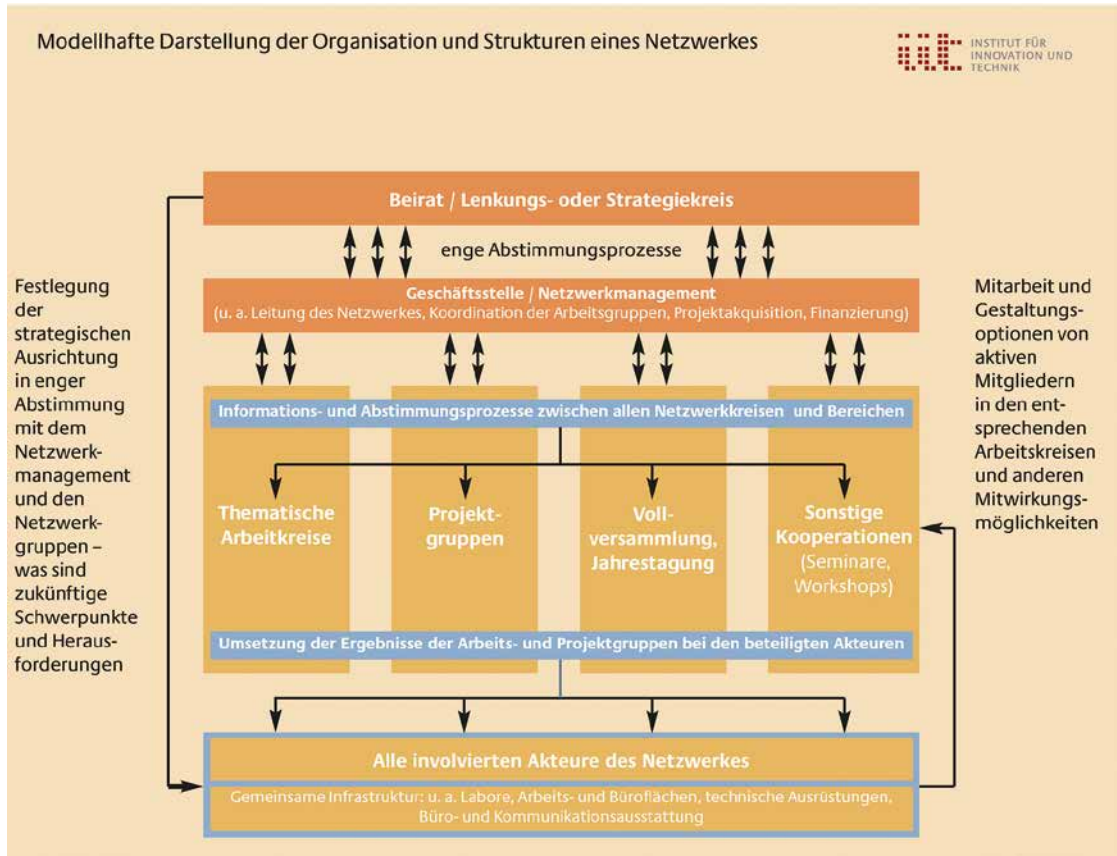 Modellhafte Darstellung der Organisation und Strukturen eines Netzwerkes
iit
INSTITUT FÜR
INNOVATION UND
TECHNIK
Beirat / Lenkungs- oder Strategiekreis
enge Abstimmungsprozesse
Geschäftsstelle / Netzwerkmanagement
(u. a. Leitung des Netzwerkes, Koordination der Arbeitsgruppen, Projektakquisition, Finanzierung)
Festlegung
der
strategischen
Ausrichtung
in enger
Abstimmung
mit dem
Netzwerk-
management
und den
Netzwerk-
gruppen –
was sind
zukünftige
Schwerpunkte
und Heraus-
forderungen
Informations- und Abstimmungsprozesse zwischen allen Netzwerkkreisen und Bereichen
Thematische
Arbeitkreise
Projekt-
gruppen
Voll-
versammlung,
Jahrestagung
Sonstige
Kooperationen
(Seminare,
Workshops)
Umsetzung der Ergebnisse der Arbeits- und Projektgruppen bei den beteiligten Akteuren
Mitarbeit und
Gestaltungs-
optionen von
aktiven
Mitgliedern
in den ent-
sprechenden
Arbeitskreisen
und anderen
Mitwirkungs-
möglichkeiten
Alle involvierten Akteure des Netzwerkes
Gemeinsame Infrastruktur: u. a. Labore, Arbeits- und Büroflächen, technische Ausrüstungen,
Büro- und Kommunikationsausstattung